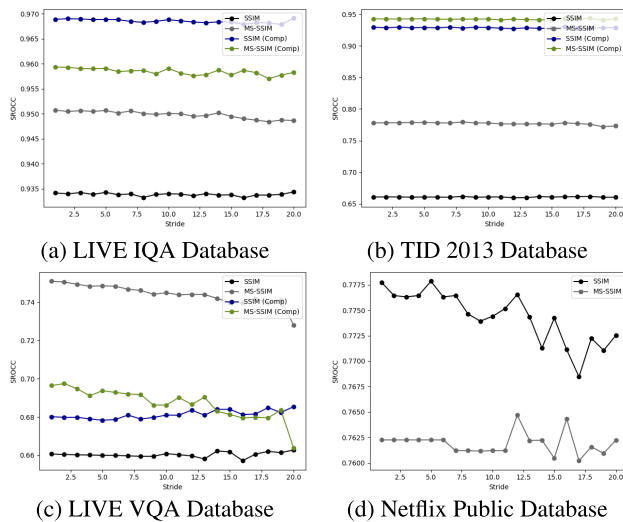 0.970
0.965
0.960
0.955
0.950
0.945
0.940
0.935
SROCC
2.5 5.0 7.5 10.0 12.5 15.0 17.5 20.0
Stride
SSIM
MS-SSIM
SSIM (Comp)
MS-SSIM (Comp)
(a) LIVE IQA Database
0.95
0.90
0.85
0.80
0.75
0.70
0.65
SROCC
2.5 5.0 7.5 10.0 12.5 15.0 17.5 20.0
Stride
SSIM
MS-SSIM
SSIM (Comp)
MS-SSIM (Comp)
(b) TID 2013 Database
0.74
0.72
0.70
0.68
0.66
SROCC
2.5 5.0 7.5 10.0 12.5 15.0 17.5 20.0
Stride
SSIM
MS-SSIM
SSIM (Comp)
MS-SSIM (Comp)
(c) LIVE VQA Database
0.7775
0.7750
0.7725
0.7700
0.7675
0.7650
0.7625
0.7600
SROCC
2.5 5.0 7.5 10.0 12.5 15.0 17.5 20.0
Stride
SSIM
MS-SSIM
(d) Netflix Public Database